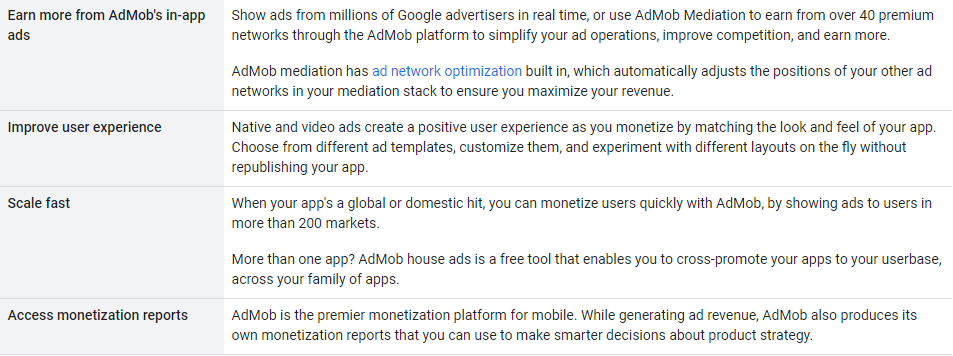 Earn more from AdMob's in-app
ads
Show ads from millions of Google advertisers in real time, or use AdMob Mediation to earn from over 40 premium
networks through the AdMob platform to simplify your ad operations, improve competition, and earn more.
AdMob mediation has ad network optimization built in, which automatically adjusts the positions of your other ad
networks in your mediation stack to ensure you maximize your revenue.
Improve user experience
Native and video ads create a positive user experience as you monetize by matching the look and feel of your app.
Choose from different ad templates, customize them, and experiment with different layouts on the fly without
republishing your app.
Scale fast
When your app's a global or domestic hit, you can monetize users quickly with AdMob, by showing ads to users in
more than 200 markets.
More than one app? AdMob house ads is a free tool that enables you to cross-promote your apps to your userbase,
across your family of apps.
Access monetization reports
AdMob is the premier monetization platform for mobile. While generating ad revenue, AdMob also produces its
own monetization reports that you can use to make smarter decisions about product strategy.